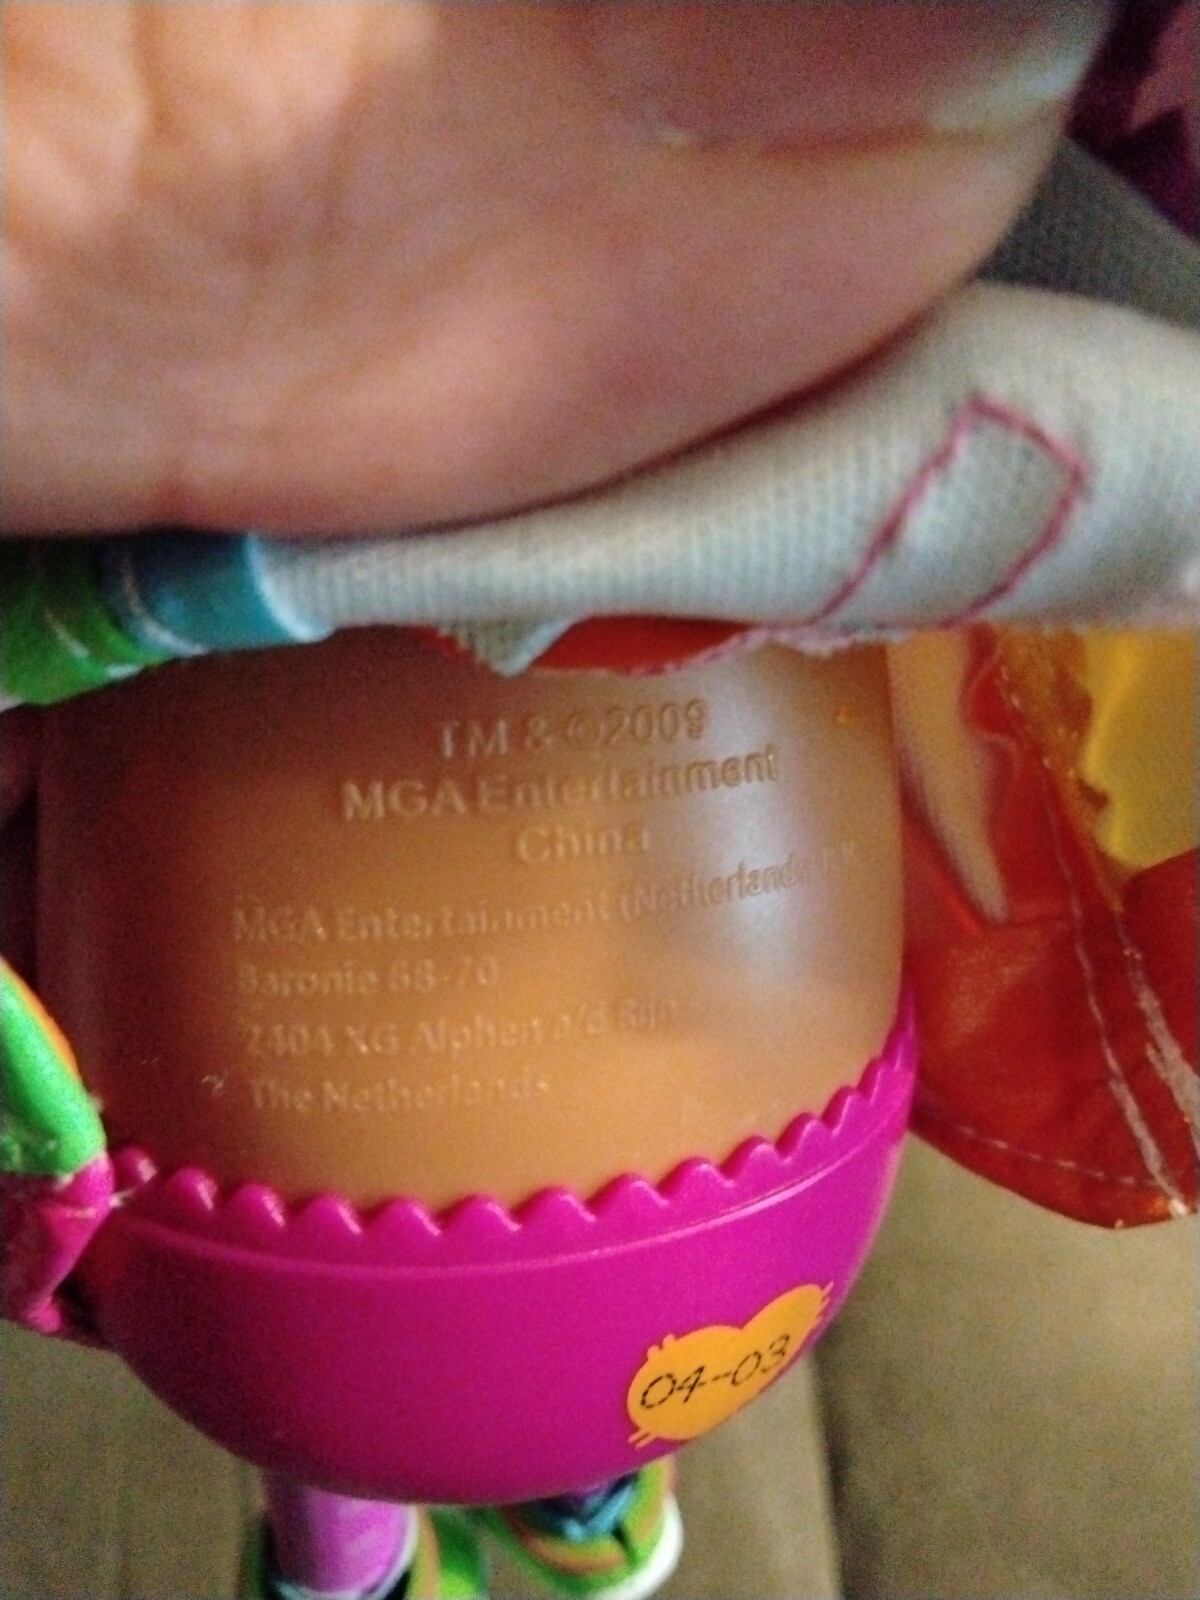 TM & ©2009
MGA Entertainment
China
MGA Entertainment (Netherlands)
Baronie 68-70
2404 XG Alphen a/d Rijn
The Netherlands
04--03